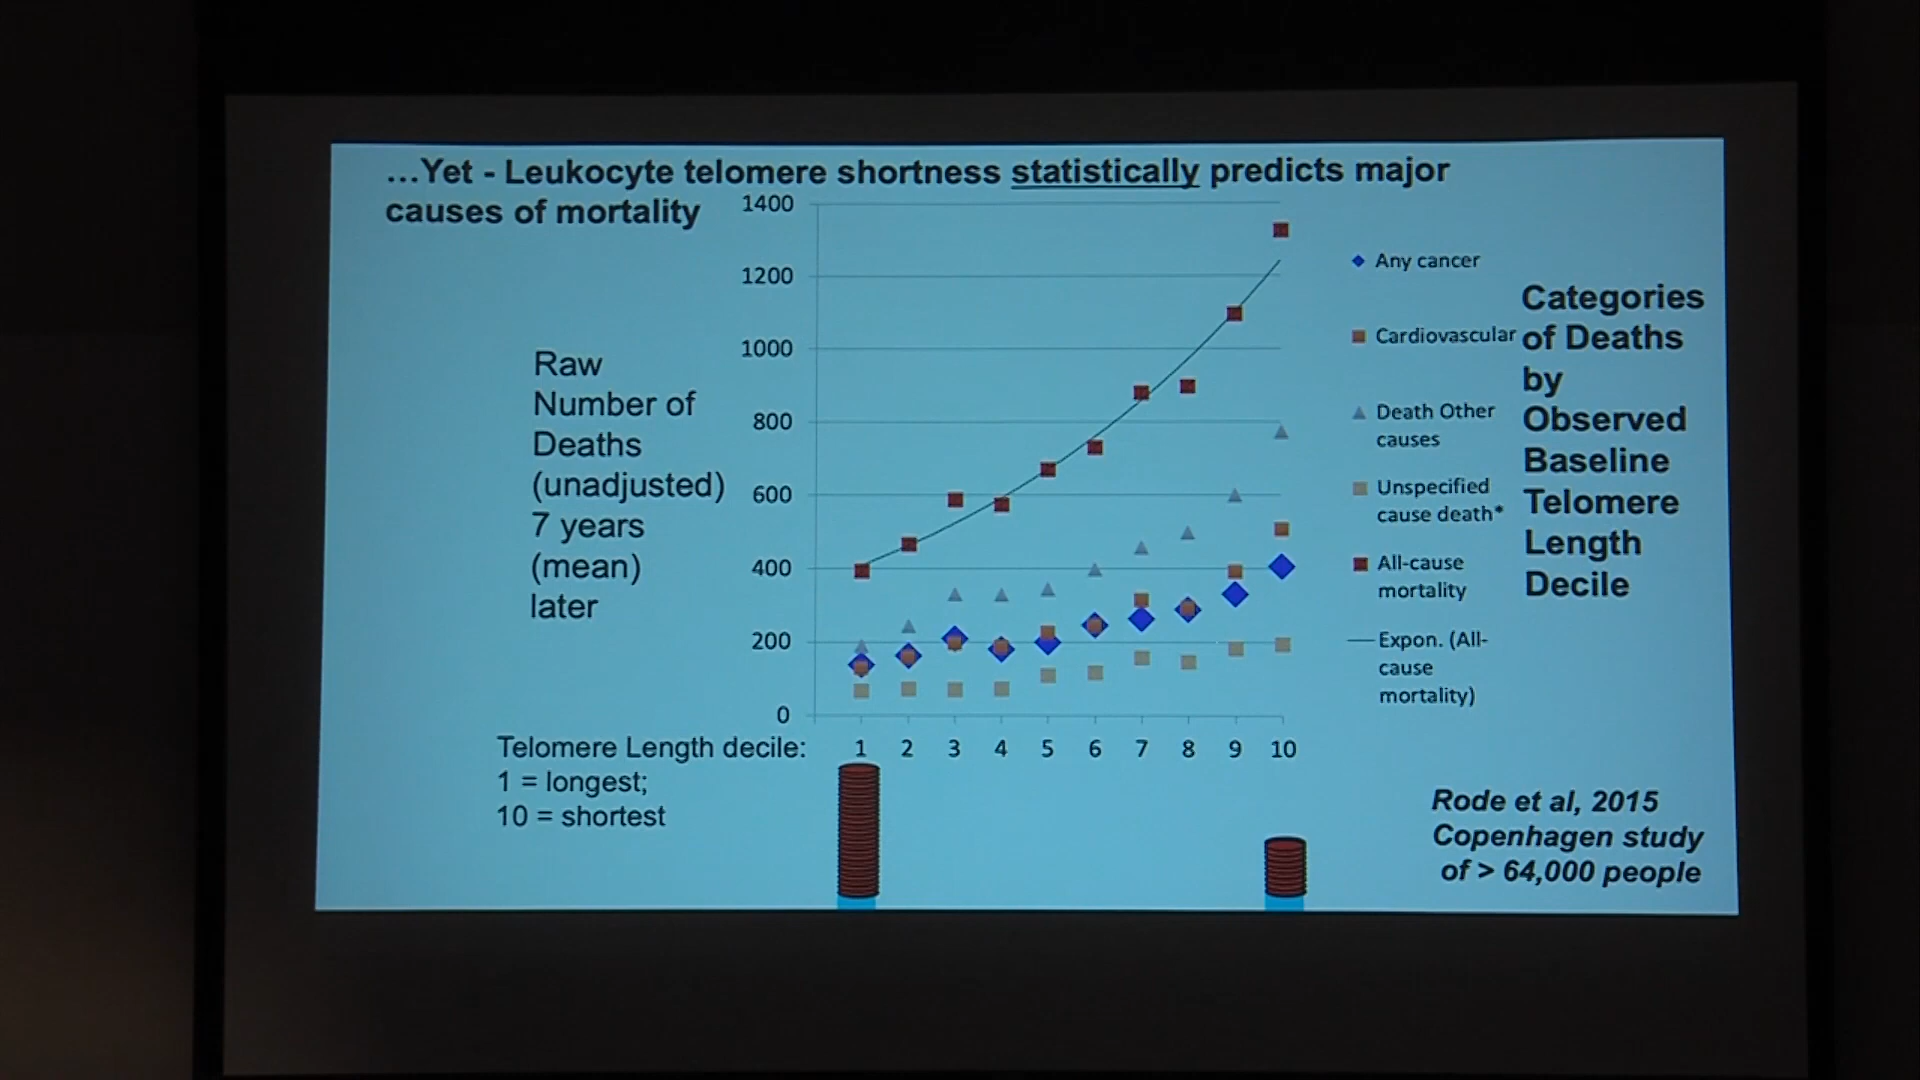 ...Yet - Leukocyte telomere shortness statistically predicts major
causes of mortality
1400
1200
1000
800
600
400
200
0
Raw
Number of
Deaths
(unadjusted)
7 years
(mean)
later
Any cancer
Cardiovascular
Death Other
causes
Unspecified
cause death*
All-cause
mortality
Expon. (All-
cause
mortality)
Categories
of Deaths
by
Observed
Baseline
Telomere
Length
Decile
Telomere Length decile:
1 = longest;
10 = shortest
1 2 3 4 5 6 7 8 9 10
Rode et al, 2015
Copenhagen study
of > 64,000 people